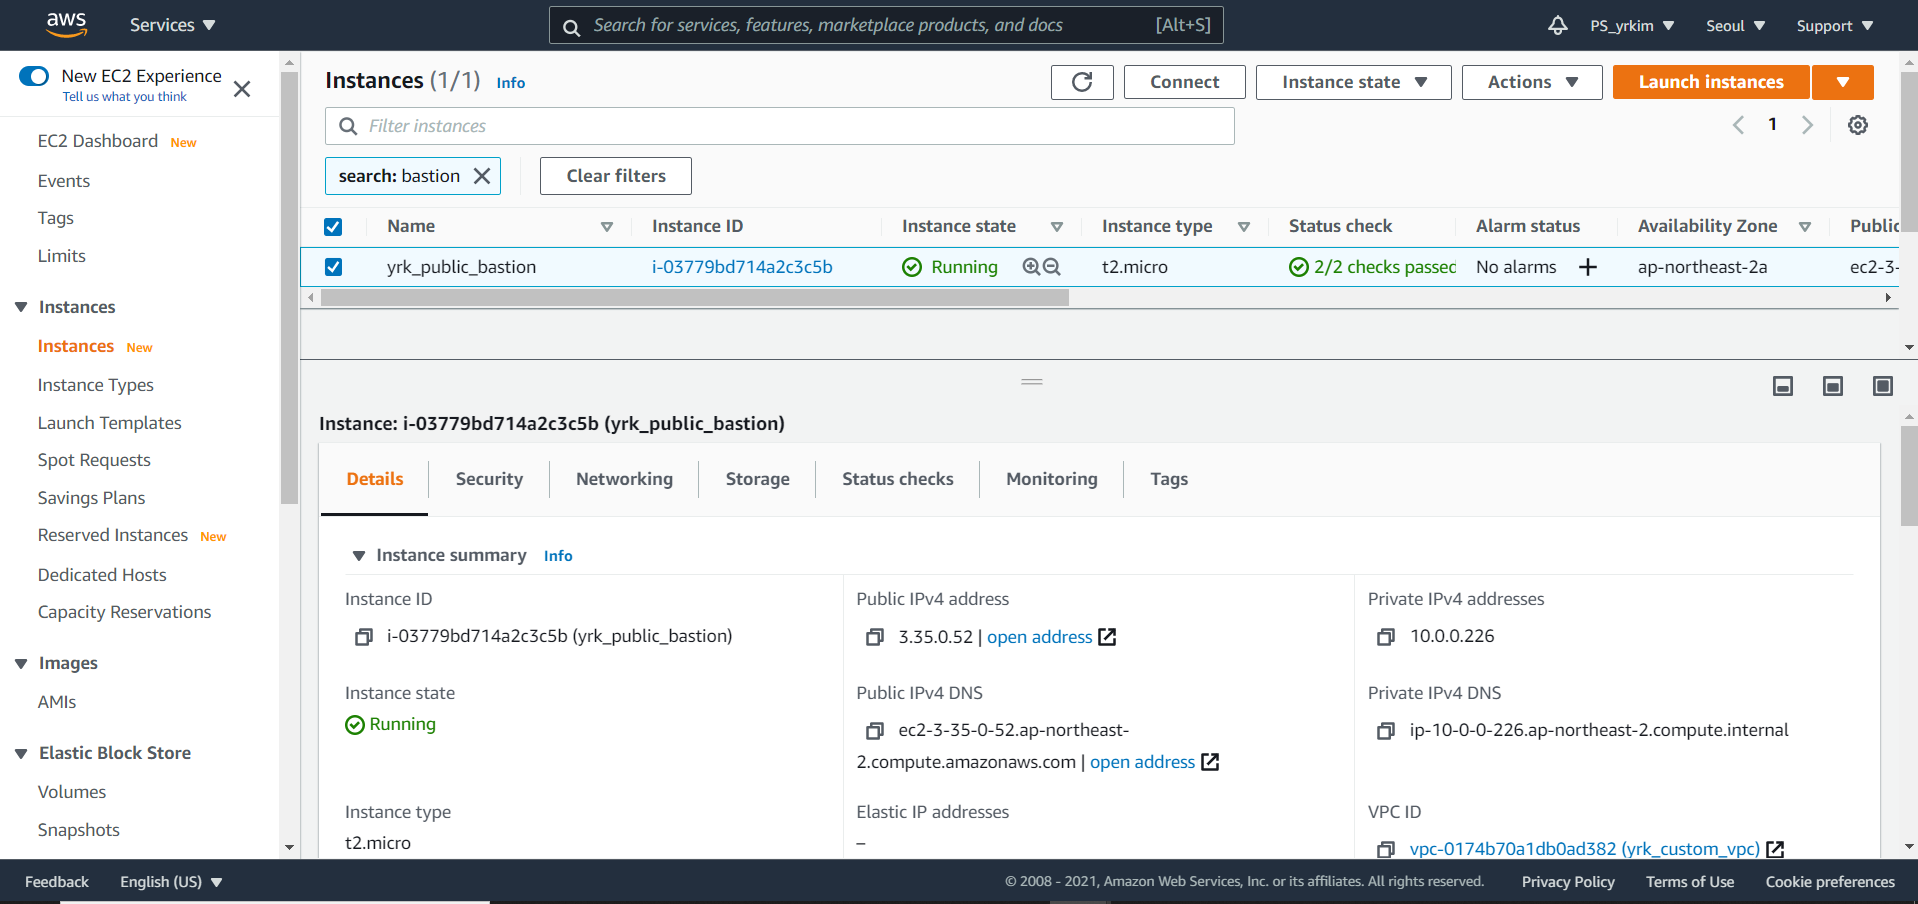 aws
Services
Search for services, features, marketplace products, and docs [Alt+S]
PS_yrkim
Seoul
Support
New EC2 Experience
Tell us what you think
EC2 Dashboard New
Events
Tags
Limits
Instances
Instances New
Instance Types
Launch Templates
Spot Requests
Savings Plans
Reserved Instances New
Dedicated Hosts
Capacity Reservations
Images
AMIs
Elastic Block Store
Volumes
Snapshots
Instances (1/1) Info
Connect
Instance state
Actions
Launch instances
Filter instances
1
search: bastion
Clear filters
Name Instance ID Instance state Instance type Status check Alarm status Availability Zone Public
yrk_public_bastion i-03779bd714a2c3c5b Running t2.micro 2/2 checks passed No alarms + ap-northeast-2a ec2-3-
Instance: i-03779bd714a2c3c5b (yrk_public_bastion)
Details Security Networking Storage Status checks Monitoring Tags
Instance summary Info
Instance ID
i-03779bd714a2c3c5b (yrk_public_bastion)
Public IPv4 address
3.35.0.52 | open address
Private IPv4 addresses
10.0.0.226
Instance state
Running
Public IPv4 DNS
ec2-3-35-0-52.ap-northeast-
2.compute.amazonaws.com | open address
Private IPv4 DNS
ip-10-0-0-226.ap-northeast-2.compute.internal
Instance type
t2.micro
Elastic IP addresses
–
VPC ID
vpc-0174b70a1db0ad382 (yrk_custom_vpc)
Feedback
English (US)
© 2008 - 2021, Amazon Web Services, Inc. or its affiliates. All rights reserved.
Privacy Policy
Terms of Use
Cookie preferences